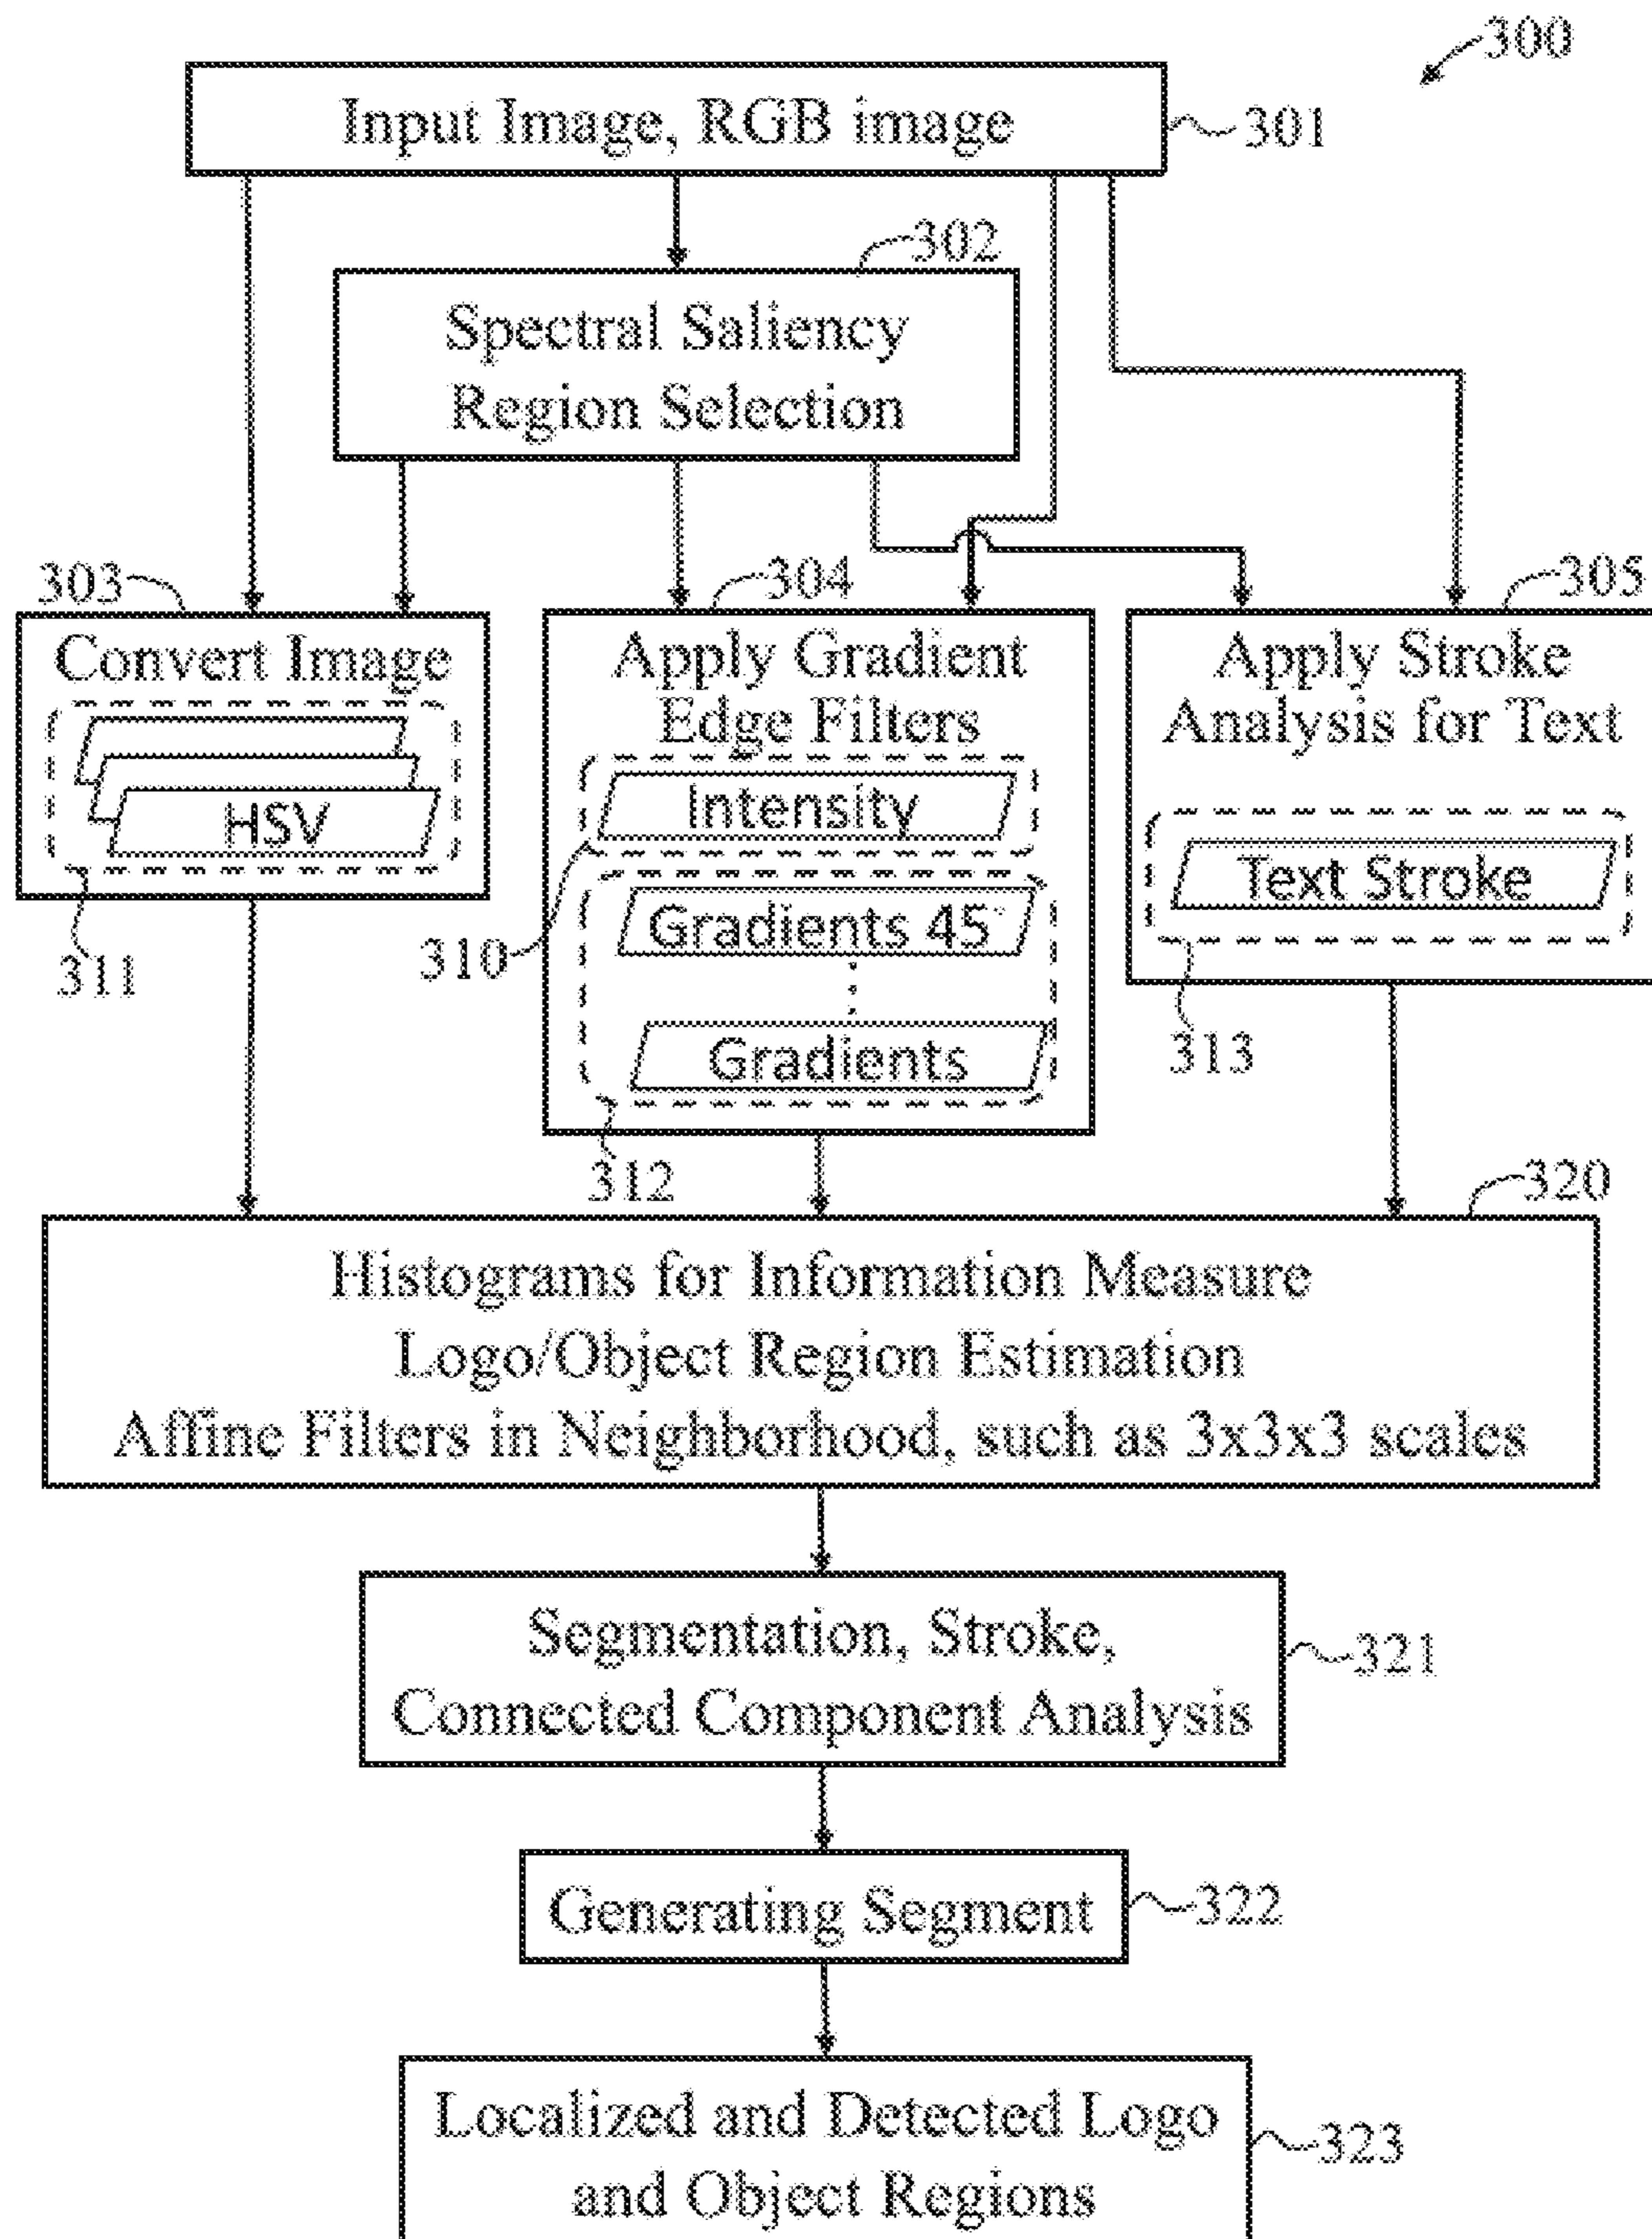 300
Input Image, RGB image
301
302
Spectral Saliency
Region Selection
303
304
305
Convert Image
HSV
311
Apply Gradient
Edge Filters
Intensity
310
Gradients 45°
Gradients
312
Apply Stroke
Analysis for Text
Text Stroke
313
320
Histograms for Information Measure
Logo/Object Region Estimation
Affine Filters in Neighborhood, such as 3x3x3 scales
Segmentation, Stroke,
Connected Component Analysis
321
Generating Segment
322
Localized and Detected Logo
and Object Regions
323